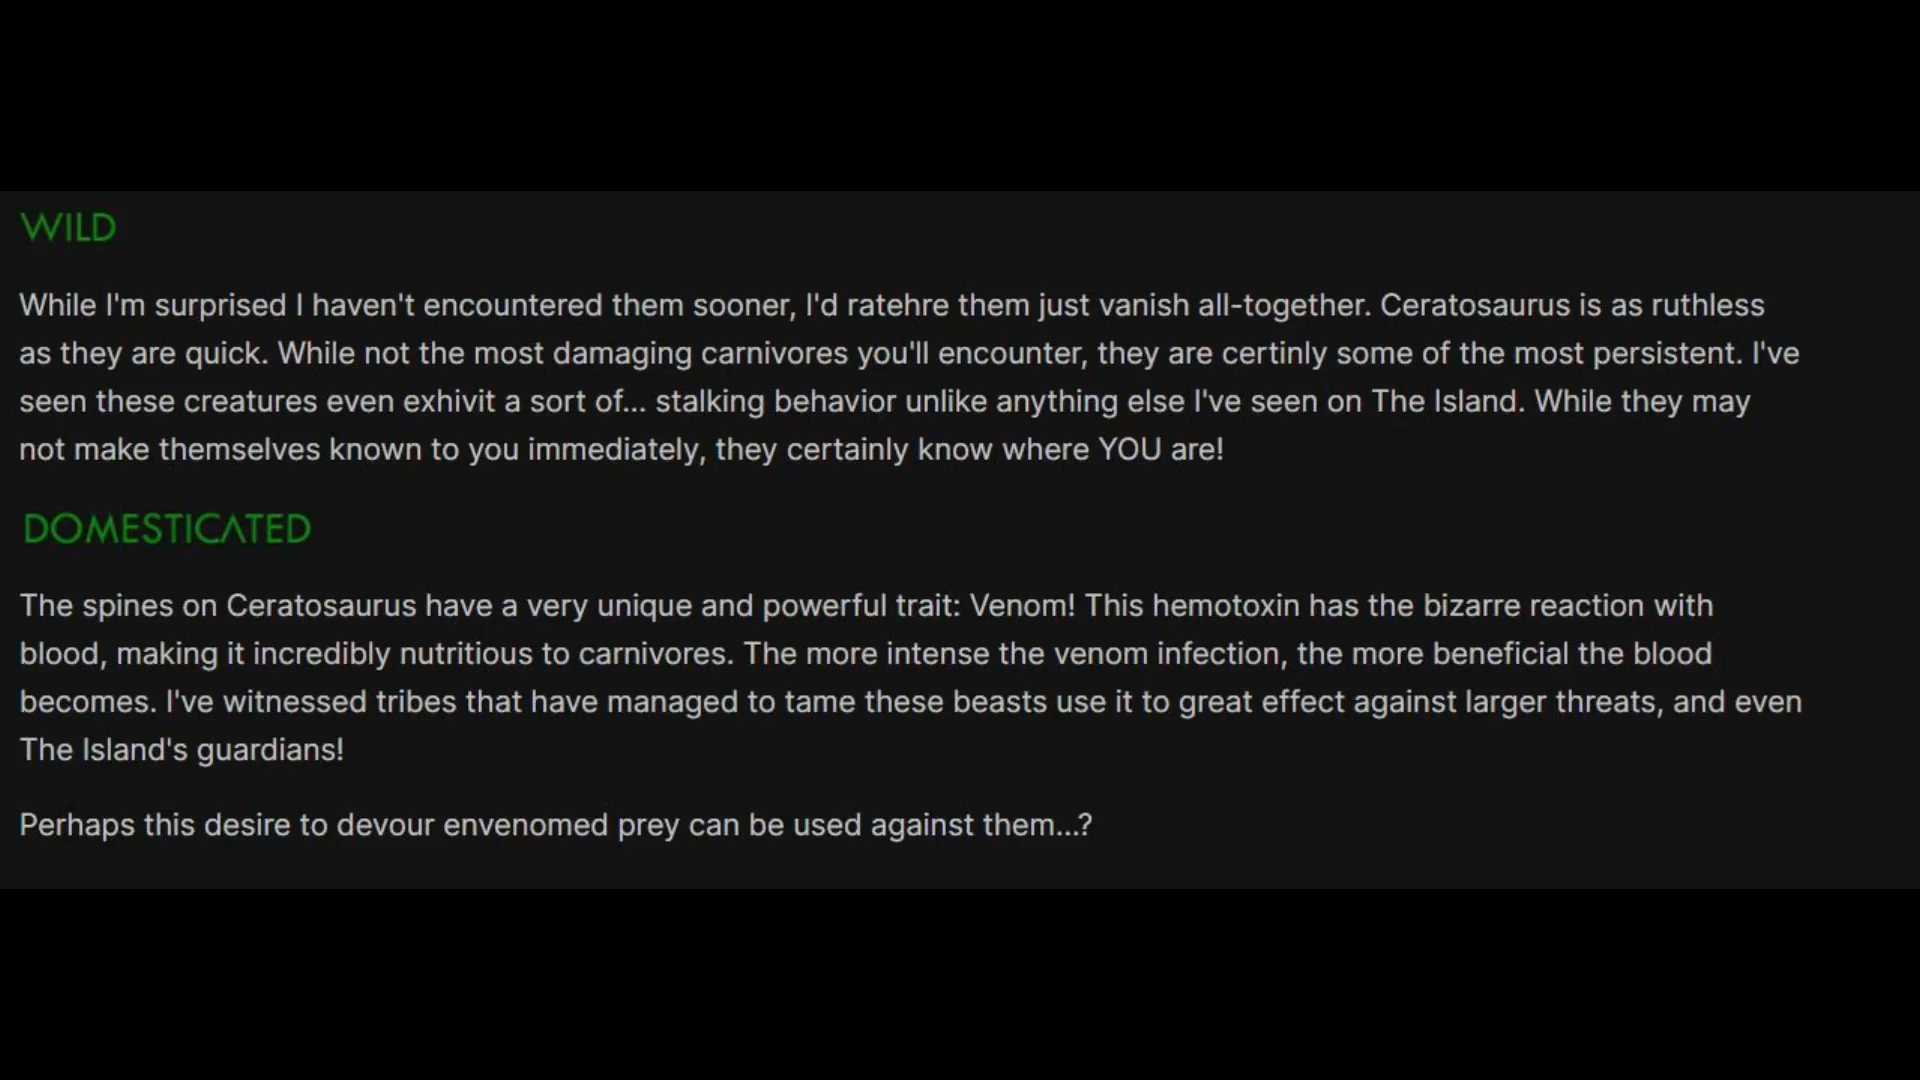 WILD
While I'm surprised I haven't encountered them sooner, I'd ratehre them just vanish all-together. Ceratosaurus is as ruthless
as they are quick. While not the most damaging carnivores you'll encounter, they are certinly some of the most persistent. I've
seen these creatures even exhivit a sort of... stalking behavior unlike anything else I've seen on The Island. While they may
not make themselves known to you immediately, they certainly know where YOU are!
DOMESTICATED
The spines on Ceratosaurus have a very unique and powerful trait: Venom! This hemotoxin has the bizarre reaction with
blood, making it incredibly nutritious to carnivores. The more intense the venom infection, the more beneficial the blood
becomes. I've witnessed tribes that have managed to tame these beasts use it to great effect against larger threats, and even
The Island's guardians!
Perhaps this desire to devour envenomed prey can be used against them...?